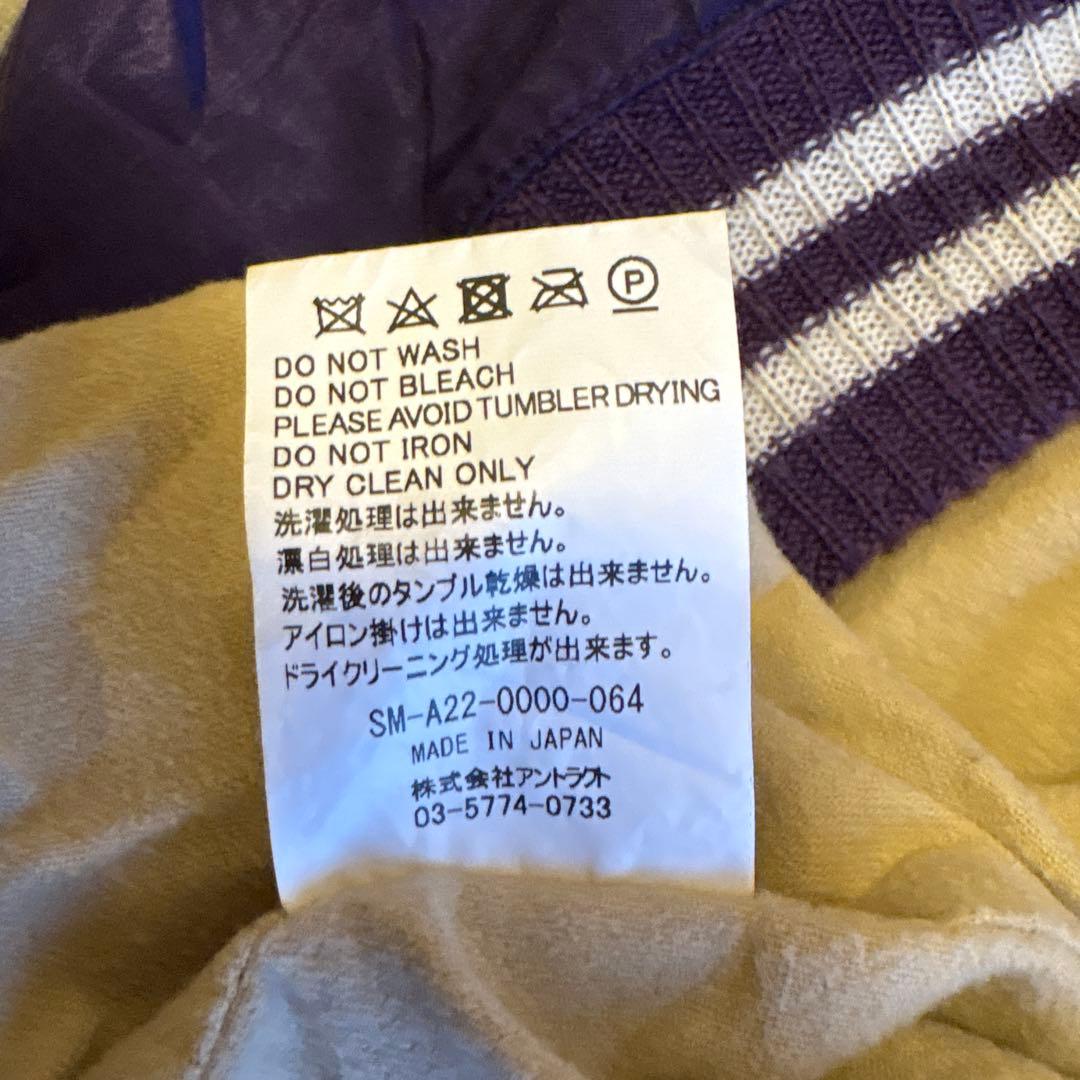 P
DO NOT WASH
DO NOT BLEACH
PLEASE AVOID TUMBLER DRYING
DO NOT IRON
DRY CLEAN ONLY
洗濯処理は出来ません。
漂白処理は出来ません。
洗濯後のタンブル乾燥は出来ません。
アイロン掛けは出来ません。
ドライクリーニング処理が出来ます。
SM-A22-0000-064
MADE IN JAPAN
株式会社アントラクト
03-5774-0733